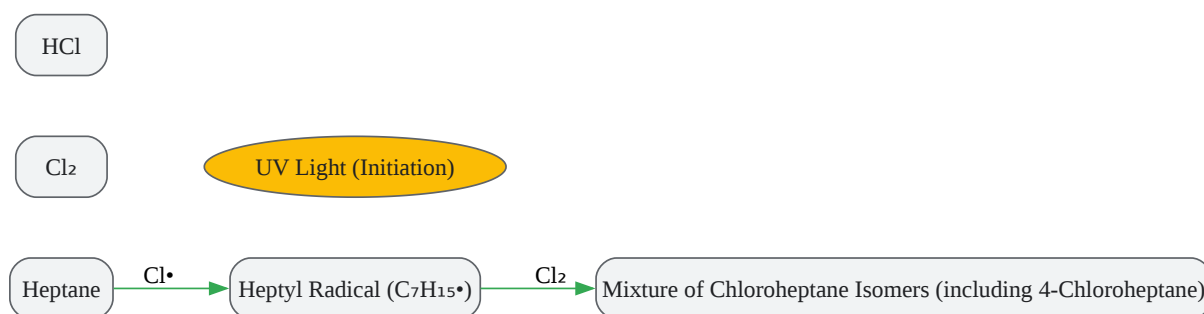 HCl
Cl₂
UV Light (Initiation)
Heptane
Cl•
Heptyl Radical (C₇H₁₅•)
Cl₂
Mixture of Chloroheptane Isomers (including 4-Chloroheptane)